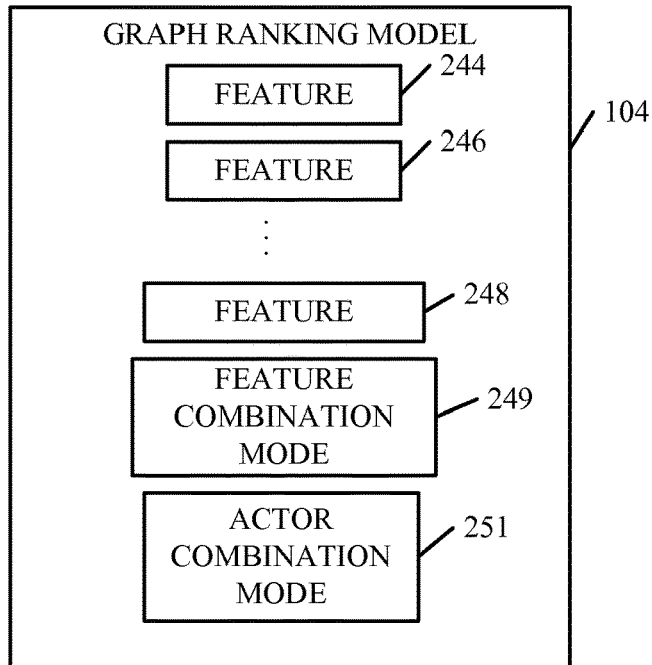 GRAPH RANKING MODEL
FEATURE
244
104
FEATURE
246
FEATURE
248
FEATURE
COMBINATION
MODE
249
ACTOR
COMBINATION
MODE
251